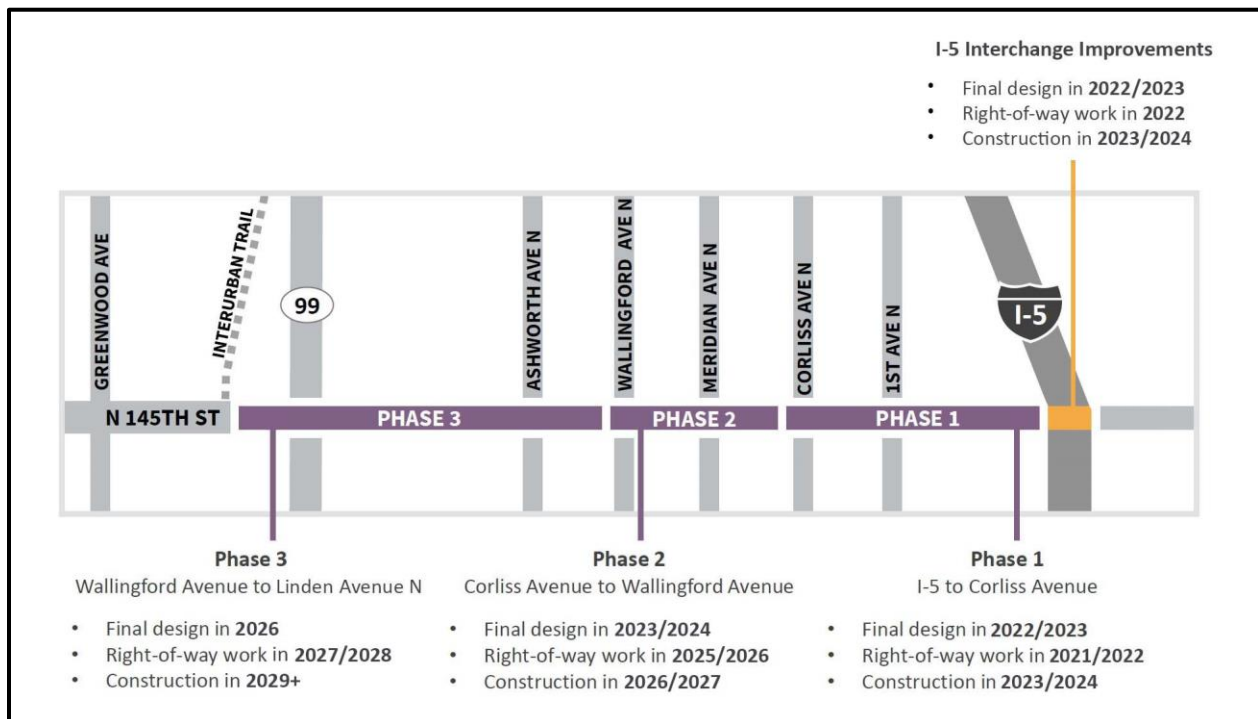 I-5 Interchange Improvements
• Final design in 2022/2023
• Right-of-way work in 2022
• Construction in 2023/2024
GREENWOOD AVE
INTERURBAN TRAIL
99
ASHWORTH AVE N
WALLINGFORD AVE N
MERIDIAN AVE N
CORLISS AVE N
1ST AVE N
I-5
N 145TH ST
PHASE 3
PHASE 2
PHASE 1
Phase 3
Wallingford Avenue to Linden Avenue N
• Final design in 2026
• Right-of-way work in 2027/2028
• Construction in 2029+
Phase 2
Corliss Avenue to Wallingford Avenue
• Final design in 2023/2024
• Right-of-way work in 2025/2026
• Construction in 2026/2027
Phase 1
I-5 to Corliss Avenue
• Final design in 2022/2023
• Right-of-way work in 2021/2022
• Construction in 2023/2024